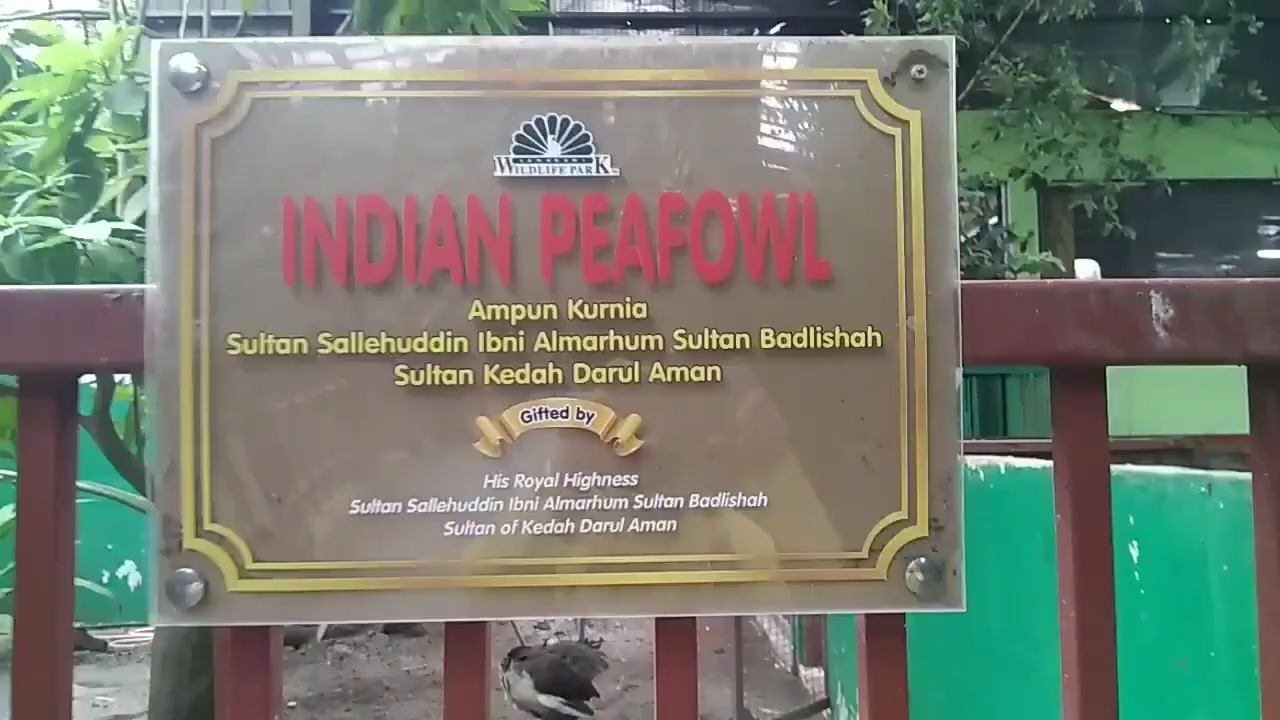 LANGKAWI
WILDLIFE PARK
INDIAN PEAFOWL
Ampun Kurnia
Sultan Sallehuddin Ibni Almarhum Sultan Badlishah
Sultan Kedah Darul Aman
Gifted by
His Royal Highness
Sultan Sallehuddin Ibni Almarhum Sultan Badlishah
Sultan of Kedah Darul Aman